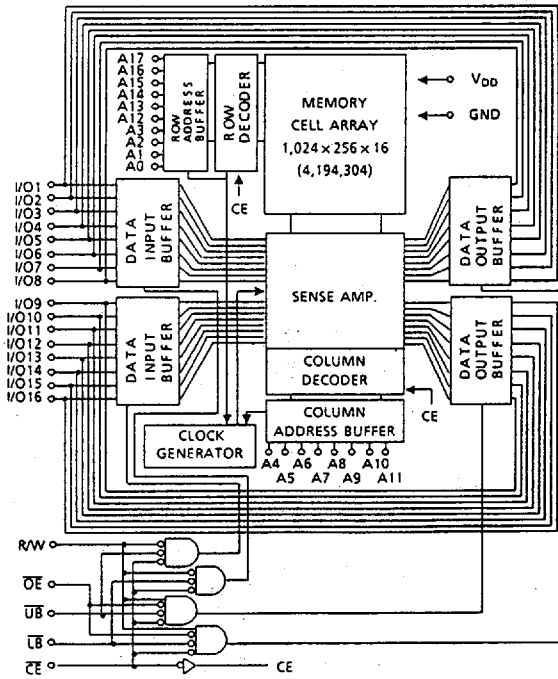 A17
A16
A15
A14
A13
A12
A3
A2
A1
A0
ROW ADDRESS BUFFER
ROW DECODER
CE
MEMORY
CELL ARRAY
1,024 x 256 x 16
(4,194,304)
VDD
GND
I/O1
I/O2
I/O3
I/O4
I/O5
I/O6
I/O7
I/O8
DATA INPUT BUFFER
SENSE AMP.
DATA OUTPUT BUFFER
I/O9
I/O10
I/O11
I/O12
I/O13
I/O14
I/O15
I/O16
DATA INPUT BUFFER
DATA OUTPUT BUFFER
COLUMN
DECODER
CE
CLOCK
GENERATOR
COLUMN
ADDRESS BUFFER
A4 A6 A8 A10
A5 A7 A9 A11
R/W
OE
UB
LB
CE
CE